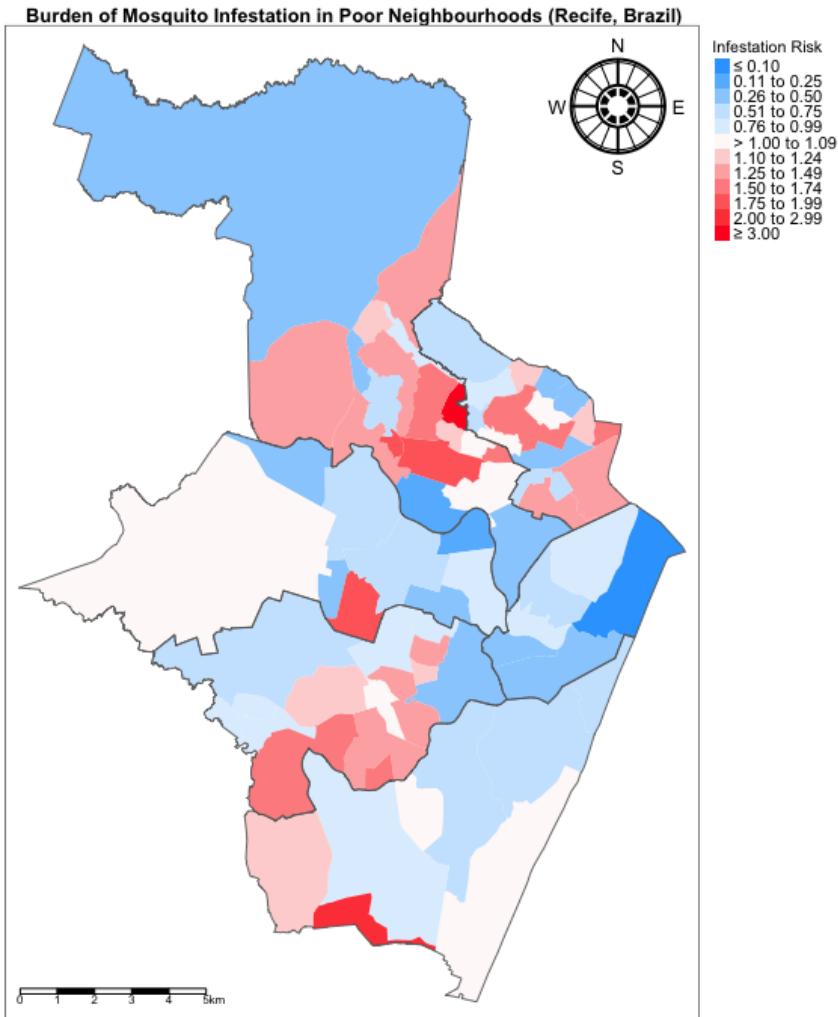 Burden of Mosquito Infestation in Poor Neighbourhoods (Recife, Brazil)
N
W E
S
Infestation Risk
≤ 0.10
0.11 to 0.25
0.26 to 0.50
0.51 to 0.75
0.76 to 0.99
> 1.00 to 1.09
1.10 to 1.24
1.25 to 1.49
1.50 to 1.74
1.75 to 1.99
2.00 to 2.99
≥ 3.00
0 1 2 3 4 5km